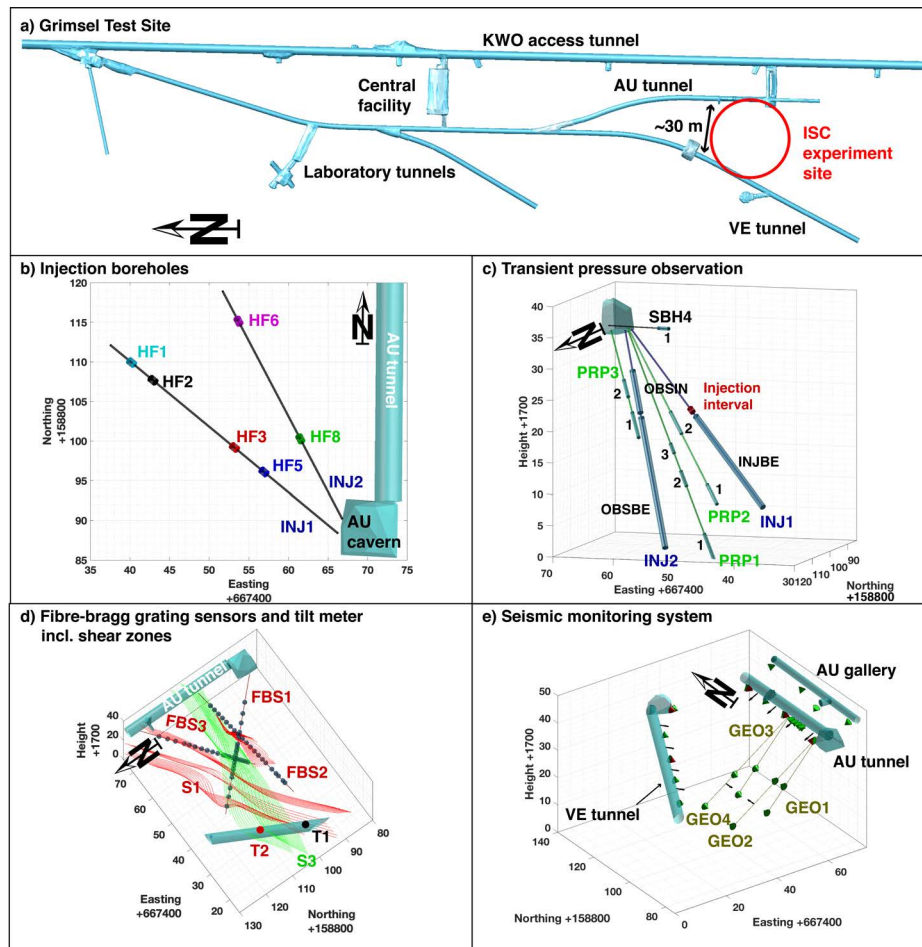 a) Grimsel Test Site
KWO access tunnel
Central
facility
AU tunnel
~30 m
ISC
experiment
site
Laboratory tunnels
VE tunnel
N
b) Injection boreholes
120
115
110
105
100
95
90
85
Northing
+158800
HF6
HF1
HF2
HF3
HF8
HF5
INJ2
INJ1
N
AU tunnel
AU
cavern
35 40 45 50 55 60 65 70 75
Easting
+667400
c) Transient pressure observation
40
35
30
25
20
15
10
5
0
Height +1700
N
SBH4
1
PRP3
OBSIN
Injection
interval
2
1
2
3
INJBE
2
1
OBSBE
PRP2
INJ1
1
INJ2
PRP1
70 60 50 40 30
120 110 100 90
Easting +667400
Northing
+158800
d) Fibre-bragg grating sensors and tilt meter
incl. shear zones
AU tunnel
FBS1
Height
+1700
40
20
0
FBS3
N
FBS2
S1
T1
T2
S3
70
60
50
40
30
20
80
90
100
110
120
130
Easting
+667400
Northing
+158800
e) Seismic monitoring system
N
AU gallery
50
40
30
20
10
0
Height +1700
GEO3
AU tunnel
VE tunnel
GEO4
GEO1
GEO2
140
120
100
80
0
20
40
60
Northing +158800
Easting +667400